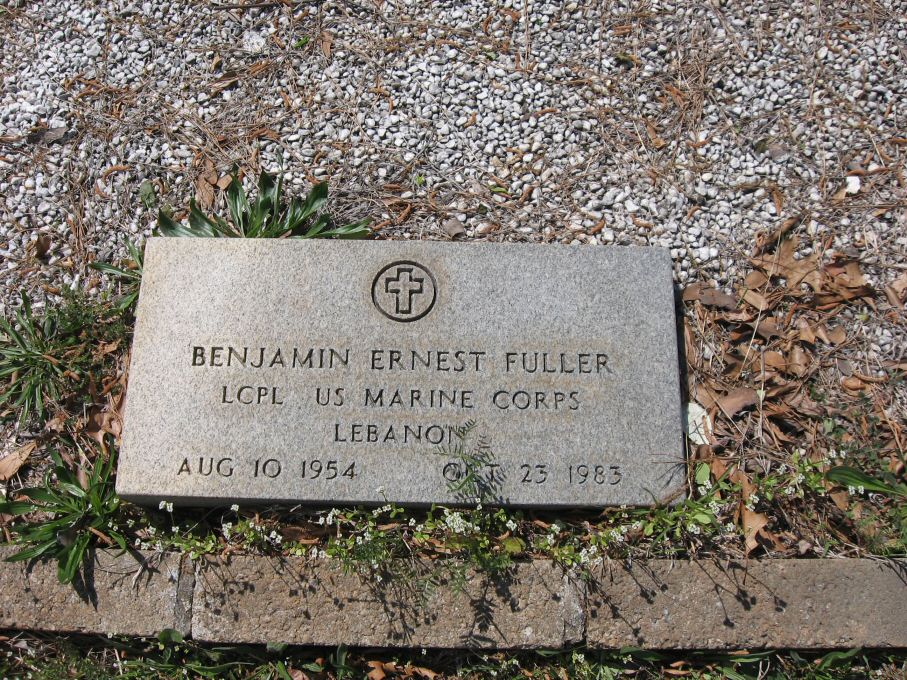 BENJAMIN ERNEST FULLER
LCPL US MARINE CORPS
LEBANON
AUG 10 1954 OCT 23 1983